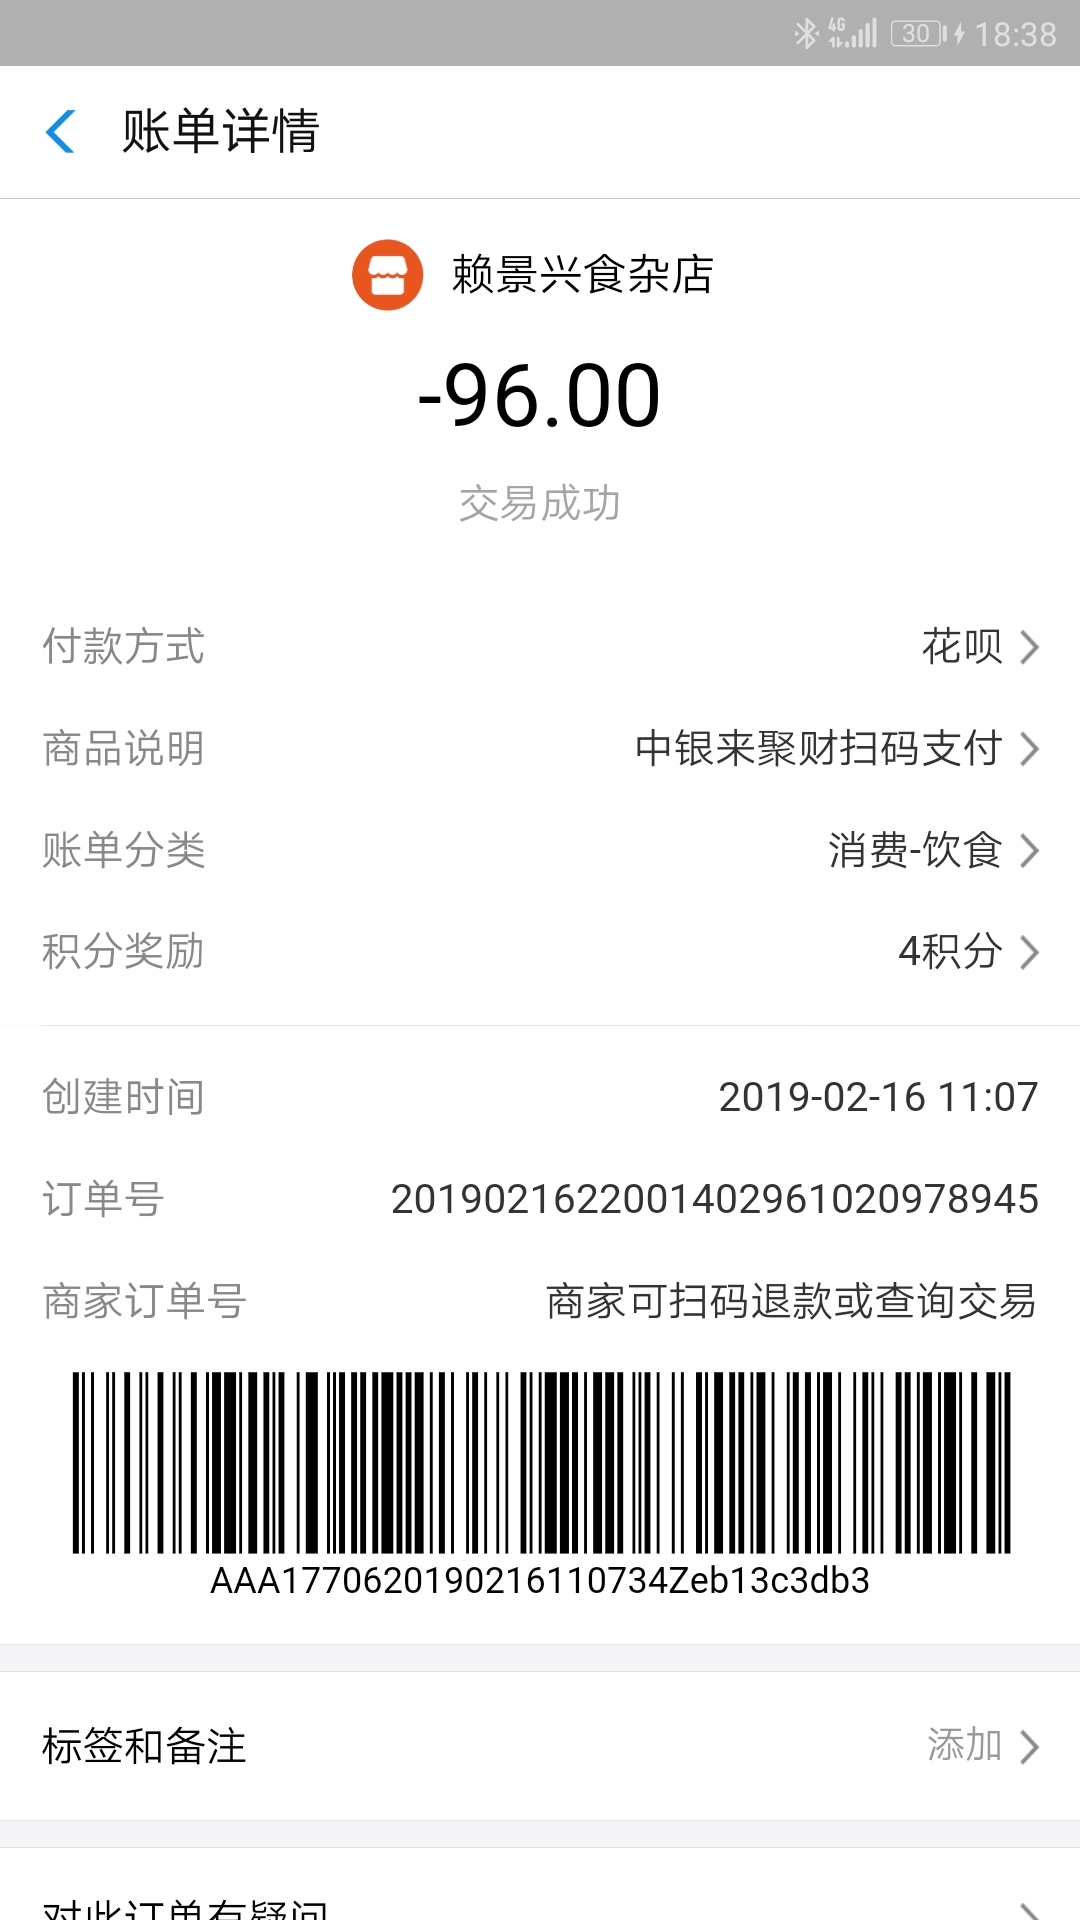 4G 30 18:38
账单详情
赖景兴食杂店
-96.00
交易成功
付款方式 花呗
商品说明 中银来聚财扫码支付
账单分类 消费-饮食
积分奖励 4积分
创建时间 2019-02-16 11:07
订单号 2019021622001402961020978945
商家订单号 商家可扫码退款或查询交易
AAA17706201902161​10734Zeb13c3db3
标签和备注 添加
对此订单有疑问